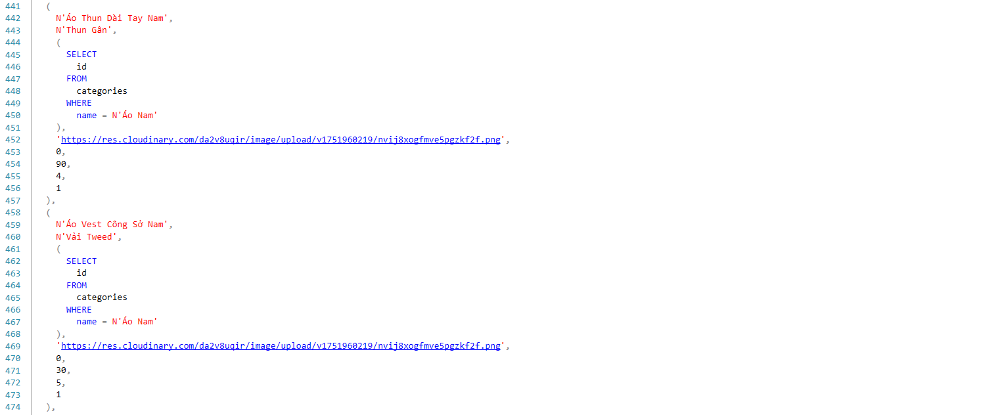 441 (
442 N'Áo Thun Dài Tay Nam',
443 N'Thun Gân',
444 (
445 SELECT
446 id
447 FROM
448 categories
449 WHERE
450 name = N'Áo Nam'
451 ),
452 'https://res.cloudinary.com/da2v8uqir/image/upload/v1751960219/nvij8xogfmve5pgzkf2f.png',
453 0,
454 90,
455 4,
456 1
457 ),
458 (
459 N'Áo Vest Công Sở Nam',
460 N'Vải Tweed',
461 (
462 SELECT
463 id
464 FROM
465 categories
466 WHERE
467 name = N'Áo Nam'
468 ),
469 'https://res.cloudinary.com/da2v8uqir/image/upload/v1751960219/nvij8xogfmve5pgzkf2f.png',
470 0,
471 30,
472 5,
473 1
474 ),